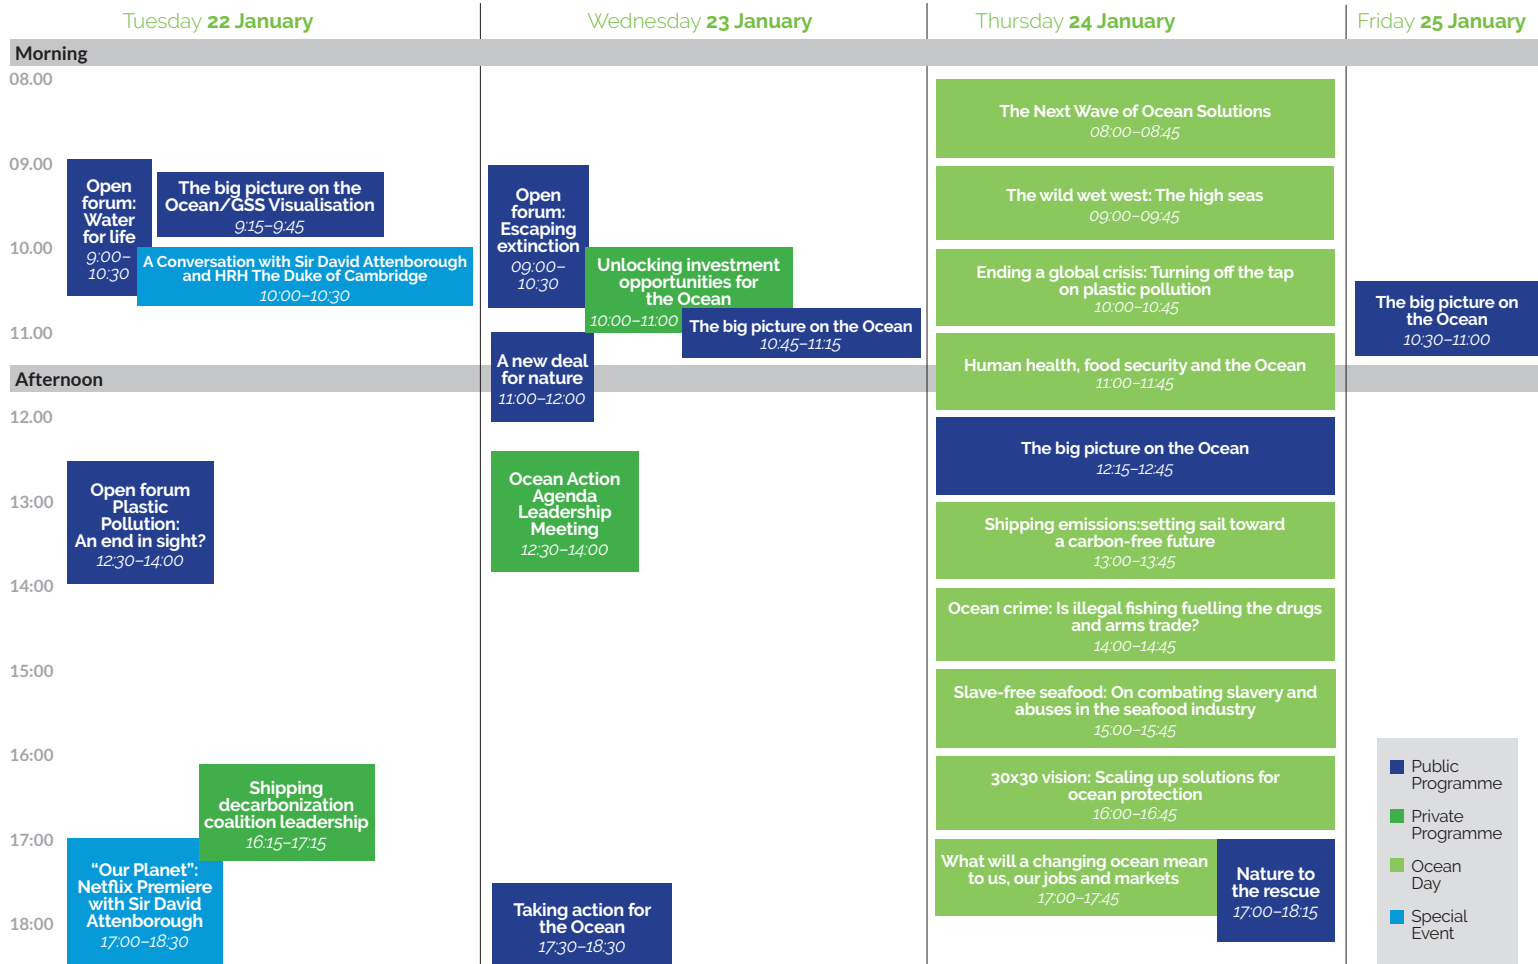 Tuesday 22 January
Wednesday 23 January
Thursday 24 January
Friday 25 January
Morning
08.00
09.00
10.00
11.00
Afternoon
12.00
13:00
14:00
15:00
16:00
17:00
18:00
Open
forum:
Water
for life
9:00–
10:30
The big picture on the
Ocean/GSS Visualisation
9:15–9:45
A Conversation with Sir David Attenborough
and HRH The Duke of Cambridge
10:00–10:30
Open forum
Plastic
Pollution:
An end in sight?
12:30–14:00
Shipping
decarbonization
coalition leadership
16:15–17:15
“Our Planet”:
Netflix Premiere
with Sir David
Attenborough
17:00–18:30
Open
forum:
Escaping
extinction
09:00–
10:30
Unlocking investment
opportunities for
the Ocean
10:00–11:00
The big picture on the Ocean
10:45–11:15
A new deal
for nature
11:00–12:00
Ocean Action
Agenda
Leadership
Meeting
12:30–14:00
Taking action for
the Ocean
17:30–18:30
The Next Wave of Ocean Solutions
08:00–08:45
The wild wet west: The high seas
09:00–09:45
Ending a global crisis: Turning off the tap
on plastic pollution
10:00–10:45
Human health, food security and the Ocean
11:00–11:45
The big picture on the Ocean
12:15–12:45
Shipping emissions:setting sail toward
a carbon-free future
13:00–13:45
Ocean crime: Is illegal fishing fuelling the drugs
and arms trade?
14:00–14:45
Slave-free seafood: On combating slavery and
abuses in the seafood industry
15:00–15:45
30x30 vision: Scaling up solutions for
ocean protection
16:00–16:45
What will a changing ocean mean
to us, our jobs and markets
17:00–17:45
Nature to
the rescue
17:00–18:15
The big picture on
the Ocean
10:30–11:00
Public
Programme
Private
Programme
Ocean
Day
Special
Event